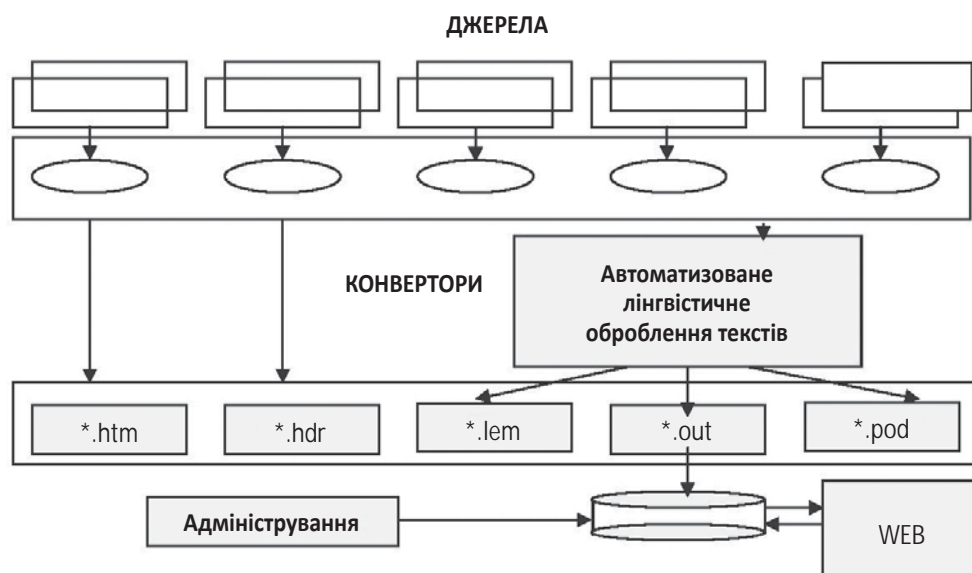 ДЖЕРЕЛА
КОНВЕРТОРИ
Автоматизоване
лінгвістичне
оброблення текстів
*.htm
*.hdr
*.lem
*.out
*.pod
Адміністрування
WEB